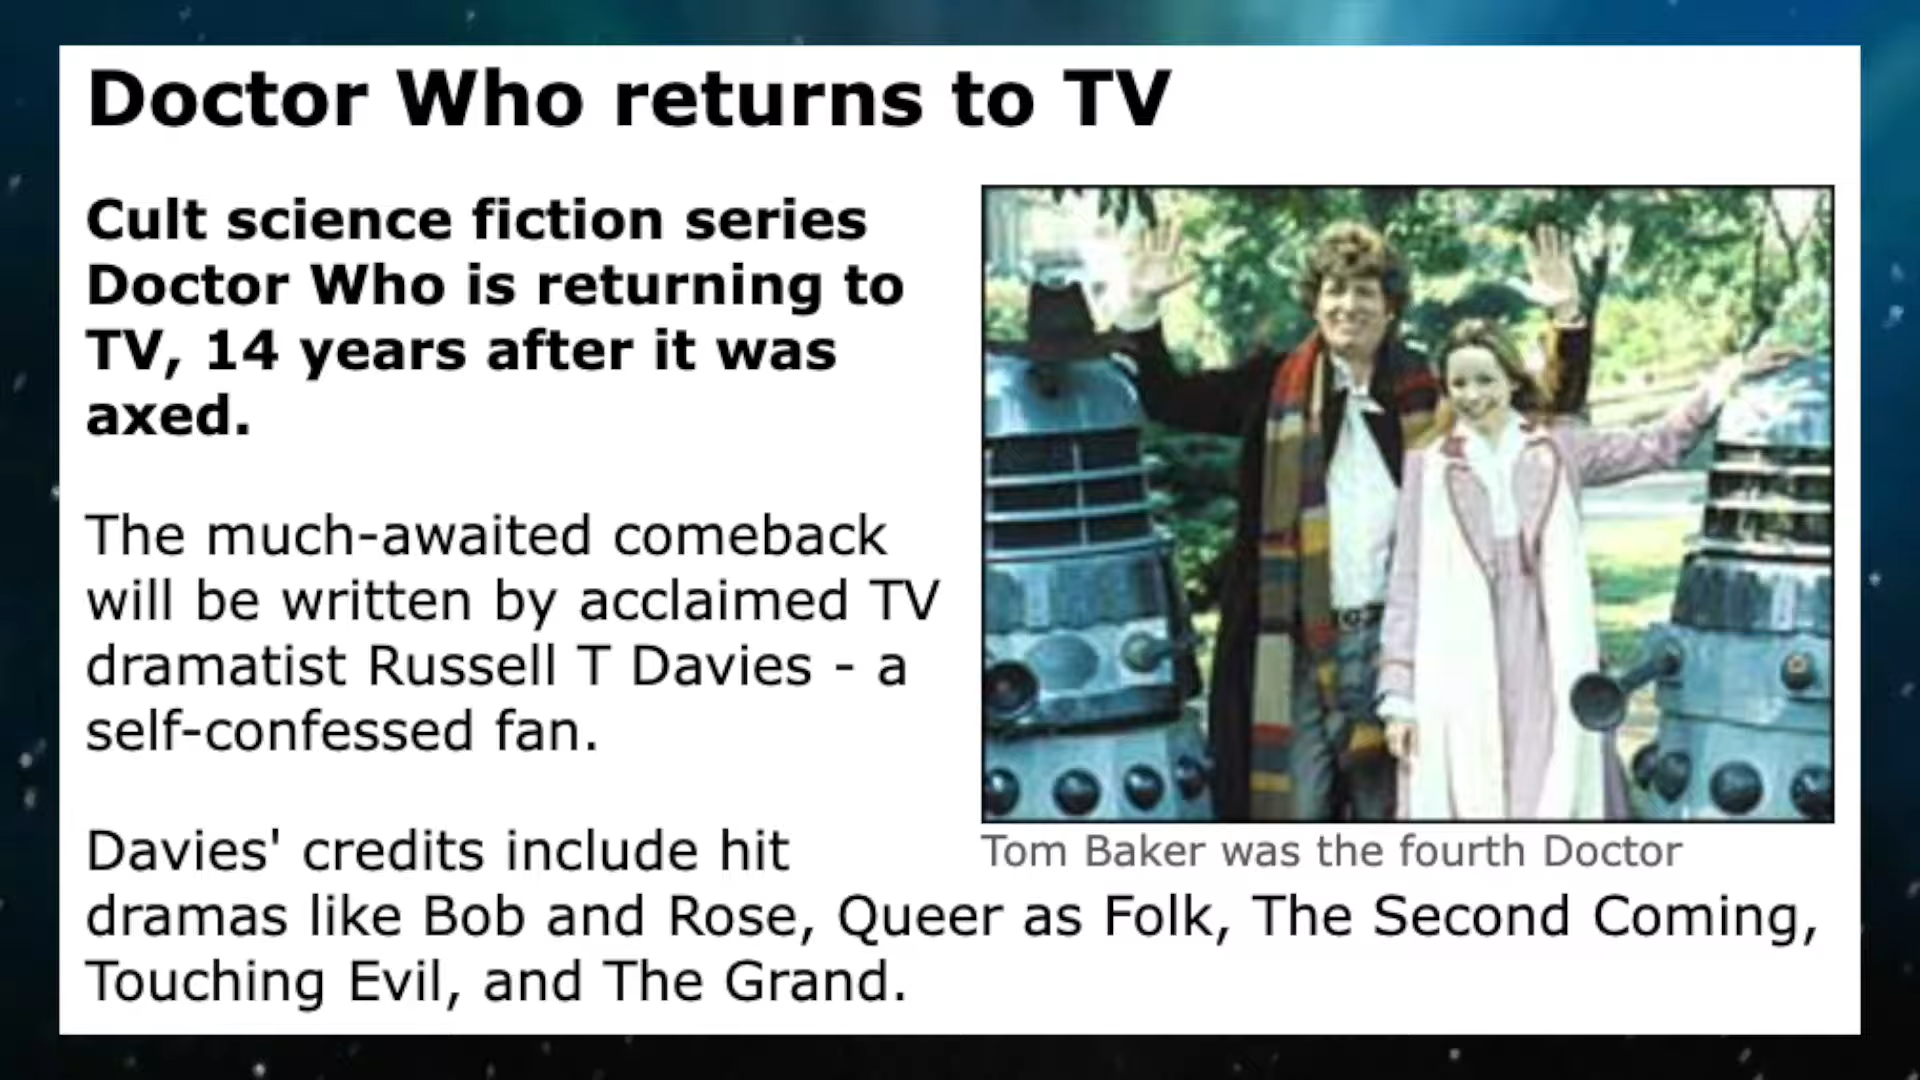 Doctor Who returns to TV
Cult science fiction series
Doctor Who is returning to
TV, 14 years after it was
axed.
The much-awaited comeback
will be written by acclaimed TV
dramatist Russell T Davies - a
self-confessed fan.
Tom Baker was the fourth Doctor
Davies' credits include hit
dramas like Bob and Rose, Queer as Folk, The Second Coming,
Touching Evil, and The Grand.